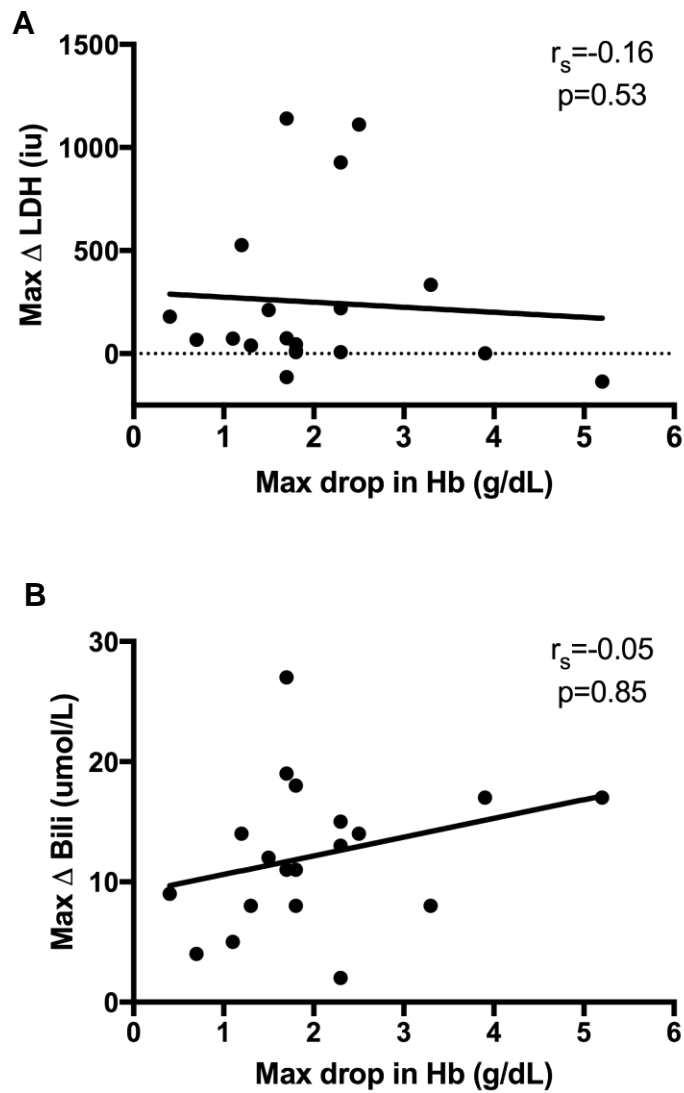 A
1500
1000
500
0
Max Δ LDH (iu)
rs=-0.16
p=0.53
0 1 2 3 4 5 6
Max drop in Hb (g/dL)
B
30
20
10
0
Max Δ Bili (umol/L)
rs=-0.05
p=0.85
0 1 2 3 4 5 6
Max drop in Hb (g/dL)